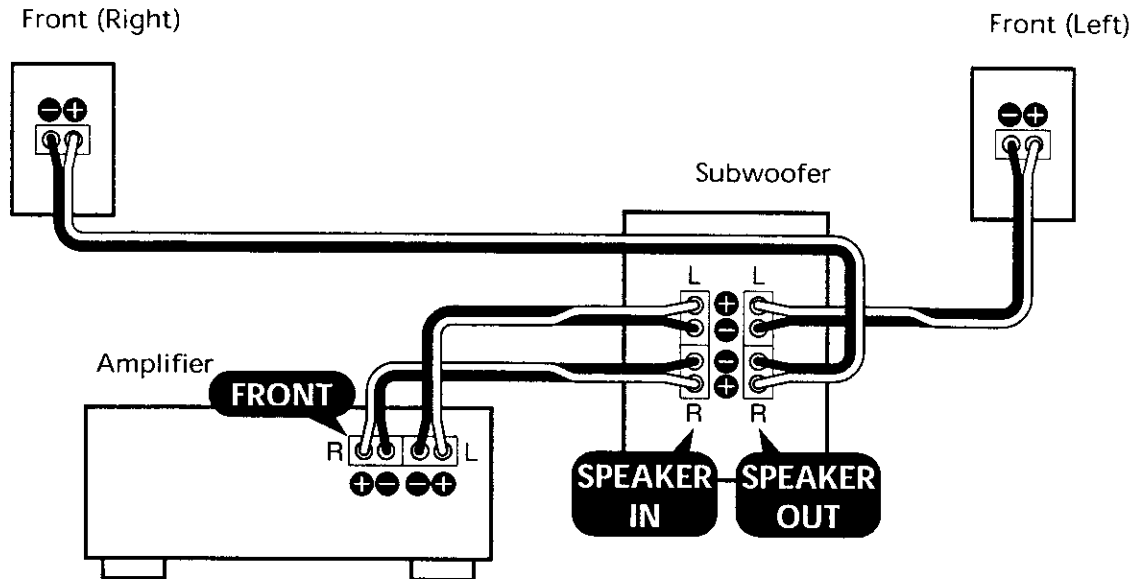 Front (Right)
Front (Left)
⊖⊕
⊖⊕
Subwoofer
L L
⊕
⊖
⊖
⊕
R R
Amplifier
FRONT
R L
⊕⊖ ⊖⊕
SPEAKER
IN
SPEAKER
OUT